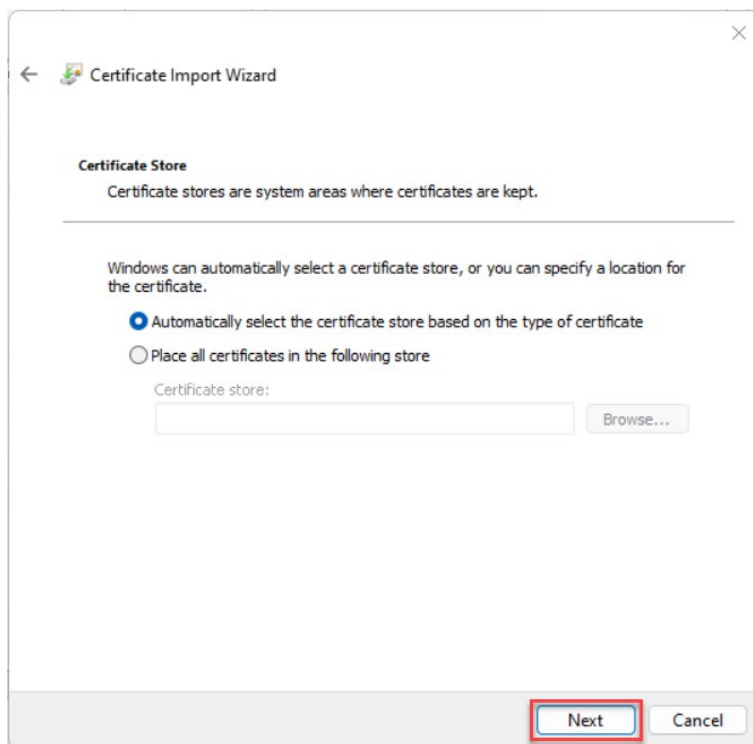 Certificate Import Wizard
Certificate Store
Certificate stores are system areas where certificates are kept.
Windows can automatically select a certificate store, or you can specify a location for
the certificate.
Automatically select the certificate store based on the type of certificate
Place all certificates in the following store
Certificate store:
Browse...
Next Cancel